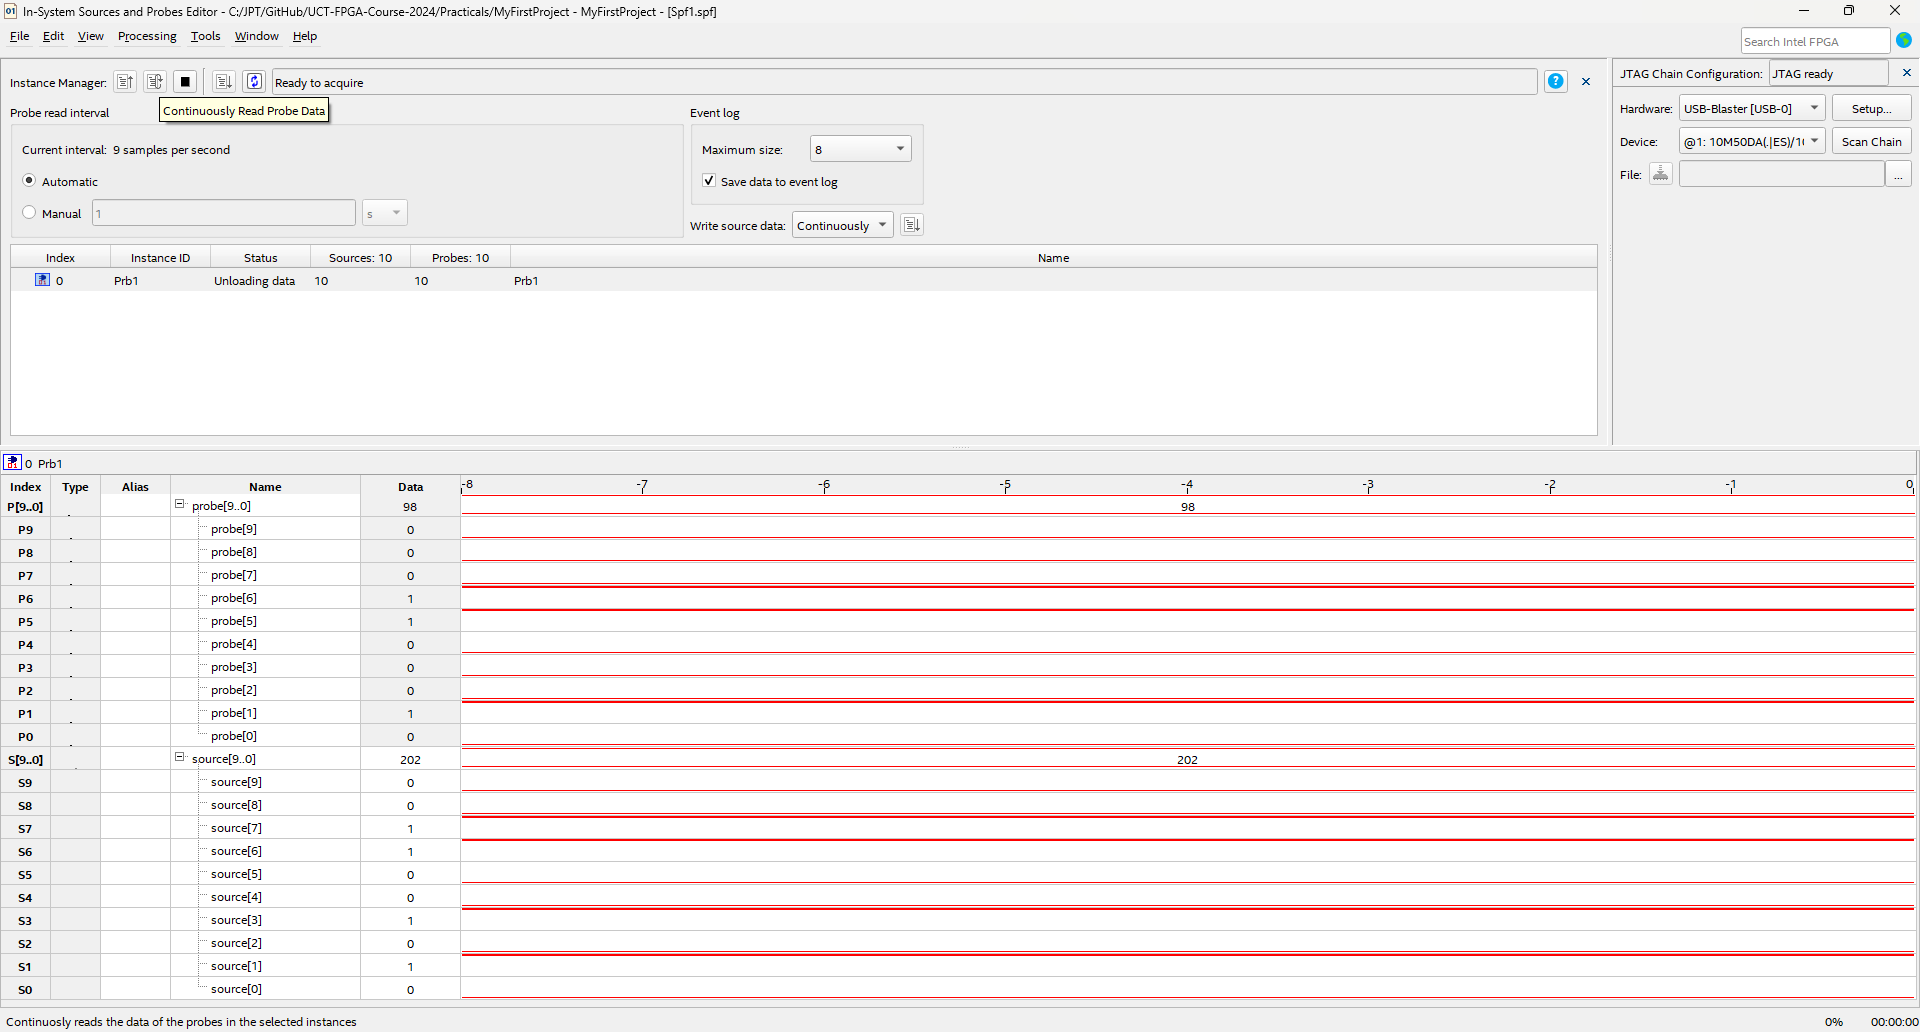 In-System Sources and Probes Editor - C:/JPT/GitHub/UCT-FPGA-Course-2024/Practicals/MyFirstProject - MyFirstProject - [Spf1.spf]
File Edit View Processing Tools Window Help
Search Intel FPGA
Instance Manager: Ready to acquire
Continuously Read Probe Data
Probe read interval
Current interval: 9 samples per second
Automatic
Manual 1 s
Event log
Maximum size: 8
Save data to event log
Write source data: Continuously
JTAG Chain Configuration: JTAG ready
Hardware: USB-Blaster [USB-0] Setup...
Device: @1: 10M50DA(.|ES)/1( Scan Chain
File: ...
Index Instance ID Status Sources: 10 Probes: 10 Name
0 Prb1 Unloading data 10 10 Prb1
0 Prb1
Index Type Alias Name Data -8 -7 -6 -5 -4 -3 -2 -1 0
P[9..0] probe[9..0] 98 98
P9 probe[9] 0
P8 probe[8] 0
P7 probe[7] 0
P6 probe[6] 1
P5 probe[5] 1
P4 probe[4] 0
P3 probe[3] 0
P2 probe[2] 0
P1 probe[1] 1
P0 probe[0] 0
S[9..0] source[9..0] 202 202
S9 source[9] 0
S8 source[8] 0
S7 source[7] 1
S6 source[6] 1
S5 source[5] 0
S4 source[4] 0
S3 source[3] 1
S2 source[2] 0
S1 source[1] 1
S0 source[0] 0
Continuosly reads the data of the probes in the selected instances 0% 00:00:00